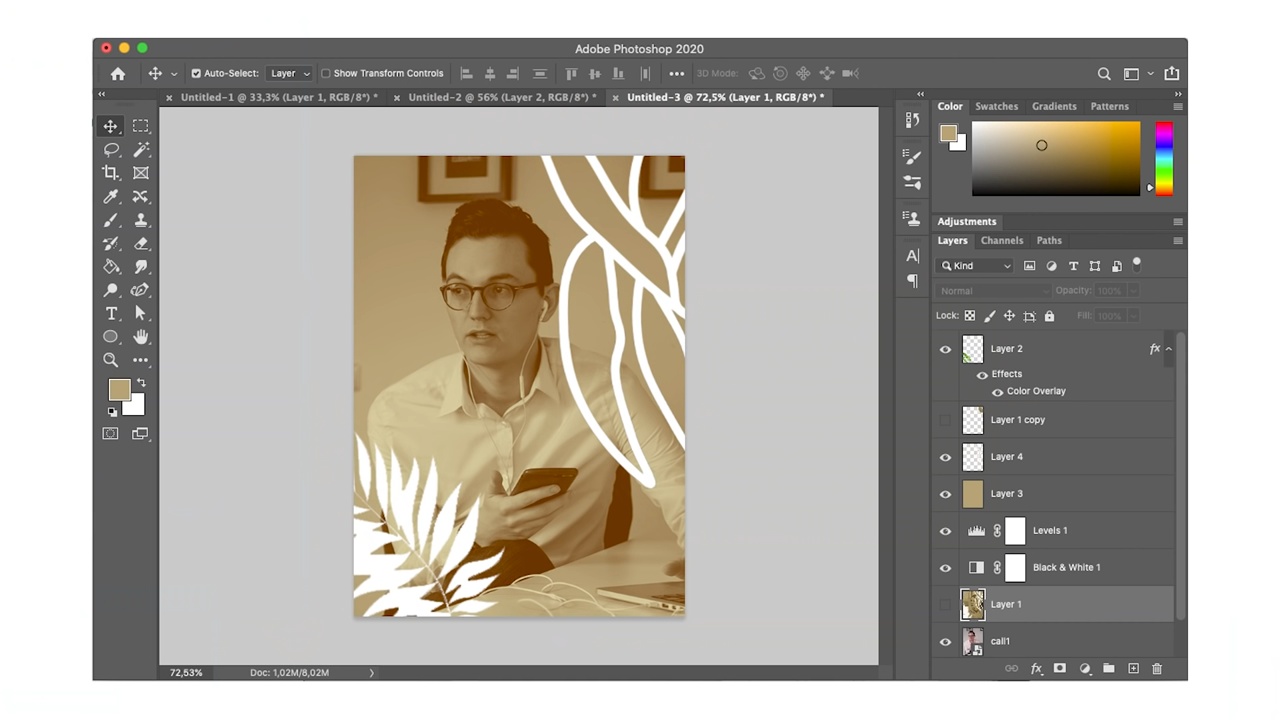 Adobe Photoshop 2020
Auto-Select: Layer Show Transform Controls 3D Mode:
Untitled-1 @ 33,3% (Layer 1, RGB/8*) * Untitled-2 @ 56% (Layer 2, RGB/8*) * Untitled-3 @ 72,5% (Layer 1, RGB/8*) *
Color Swatches Gradients Patterns
Adjustments
Layers Channels Paths
Kind
Normal Opacity: 100%
Lock: Fill: 100%
Layer 2 fx
Effects
Color Overlay
Layer 1 copy
Layer 4
Layer 3
Levels 1
Black & White 1
Layer 1
call1
72,53% Doc: 1,02M/8,02M